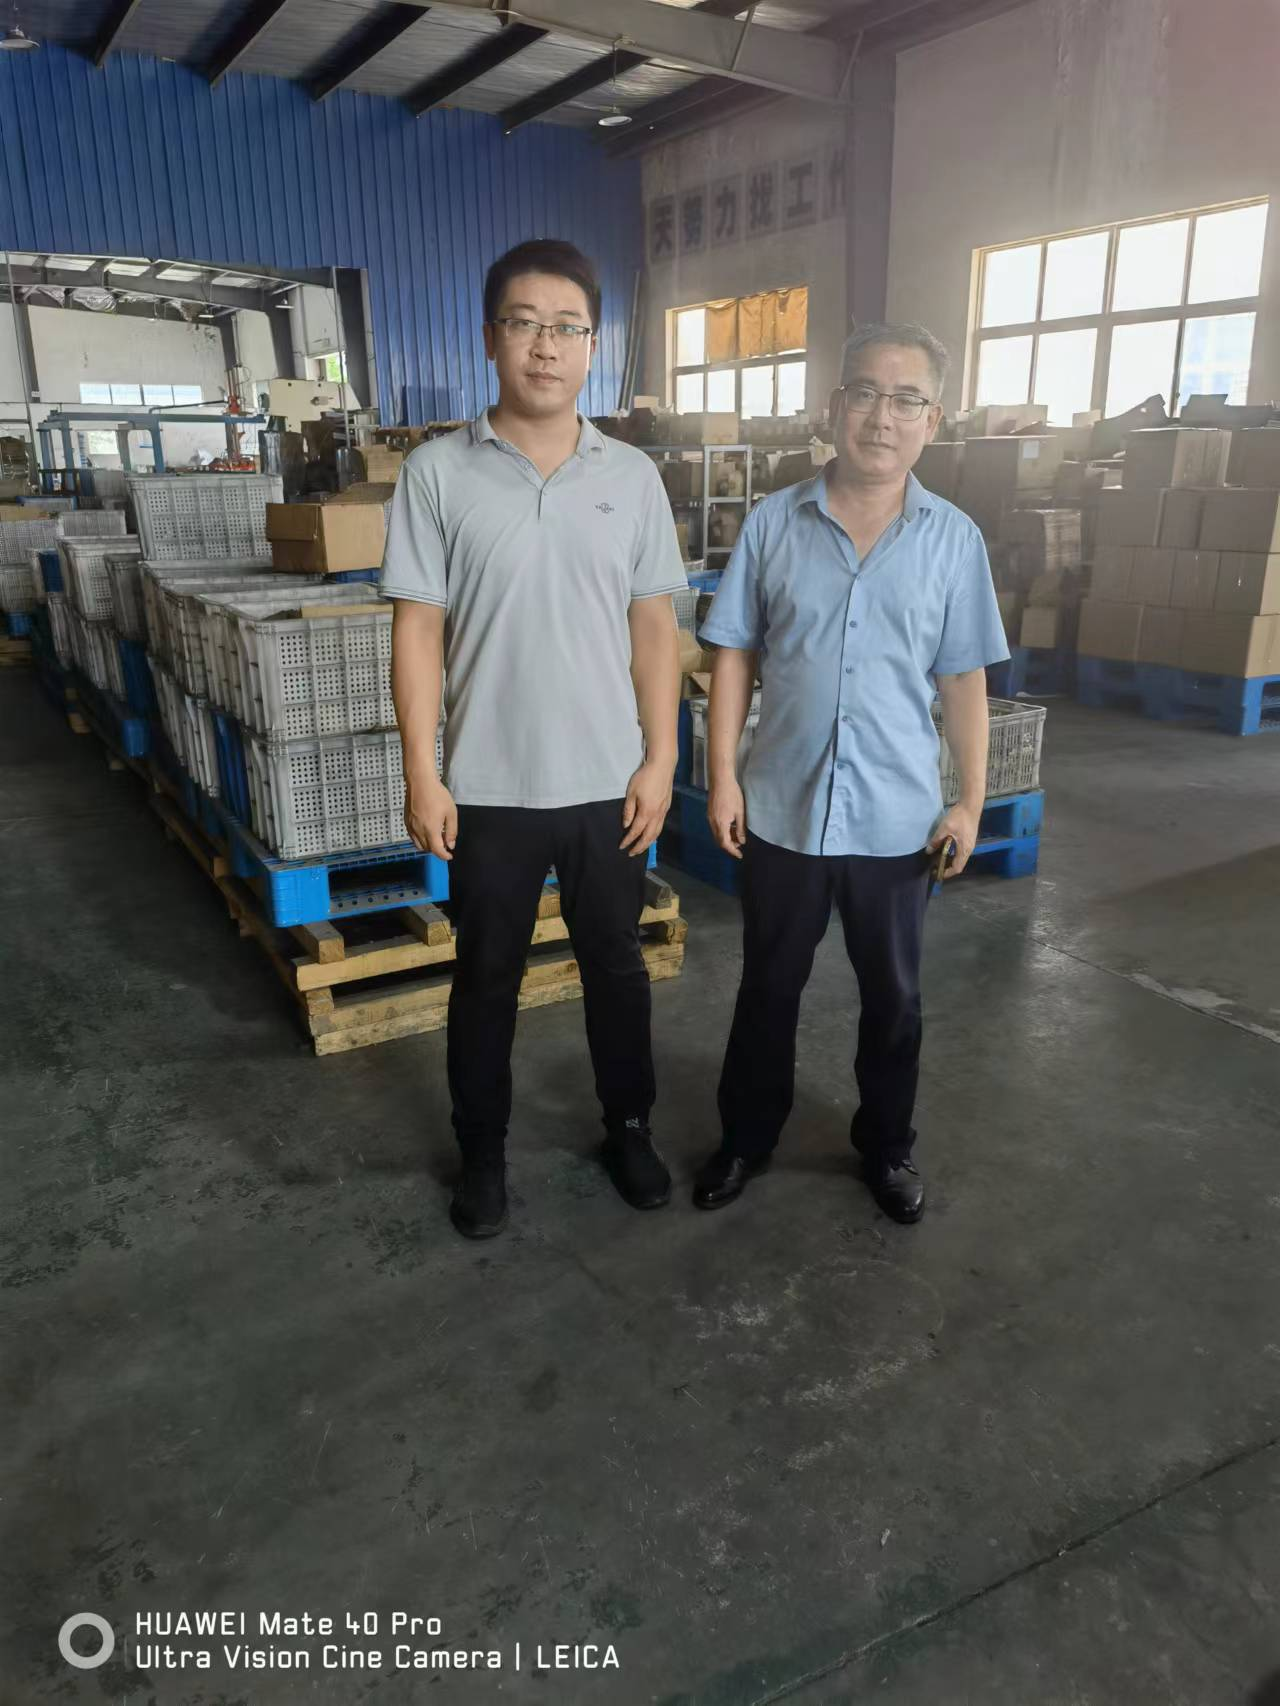 天努力找工作
HUAWEI Mate 40 Pro
Ultra Vision Cine Camera | LEICA